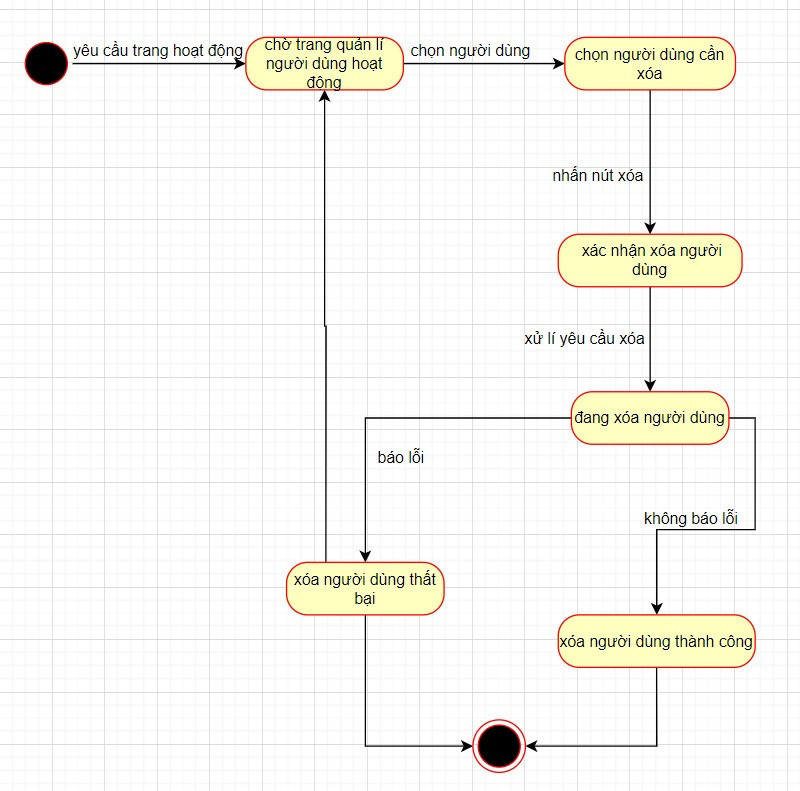 yêu cầu trang hoạt động
chờ trang quản lí
người dùng hoạt
động
chọn người dùng
chọn người dùng cần
xóa
nhấn nút xóa
xác nhận xóa người
dùng
xử lí yêu cầu xóa
đang xóa người dùng
báo lỗi
không báo lỗi
xóa người dùng thất
bại
xóa người dùng thành công